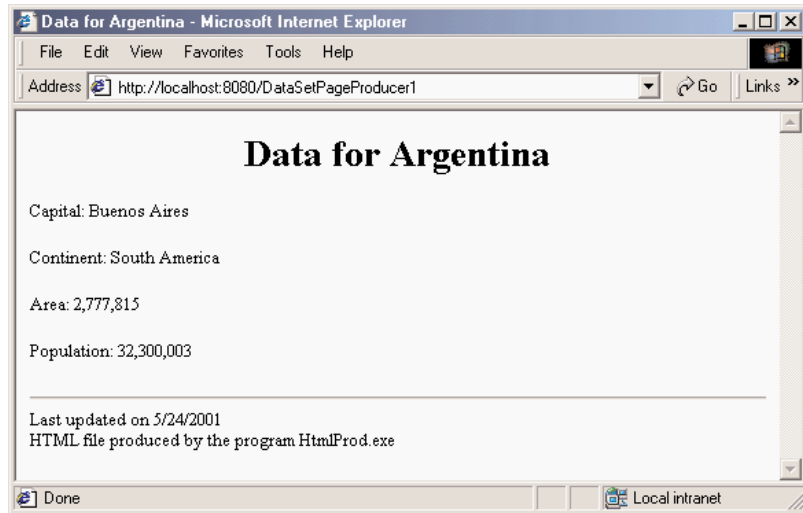 Data for Argentina - Microsoft Internet Explorer
File Edit View Favorites Tools Help
Address http://localhost:8080/DataSetPageProducer1 Go Links »
Data for Argentina
Capital: Buenos Aires
Continent: South America
Area: 2,777,815
Population: 32,300,003
Last updated on 5/24/2001
HTML file produced by the program HtmlProd.exe
Done Local intranet